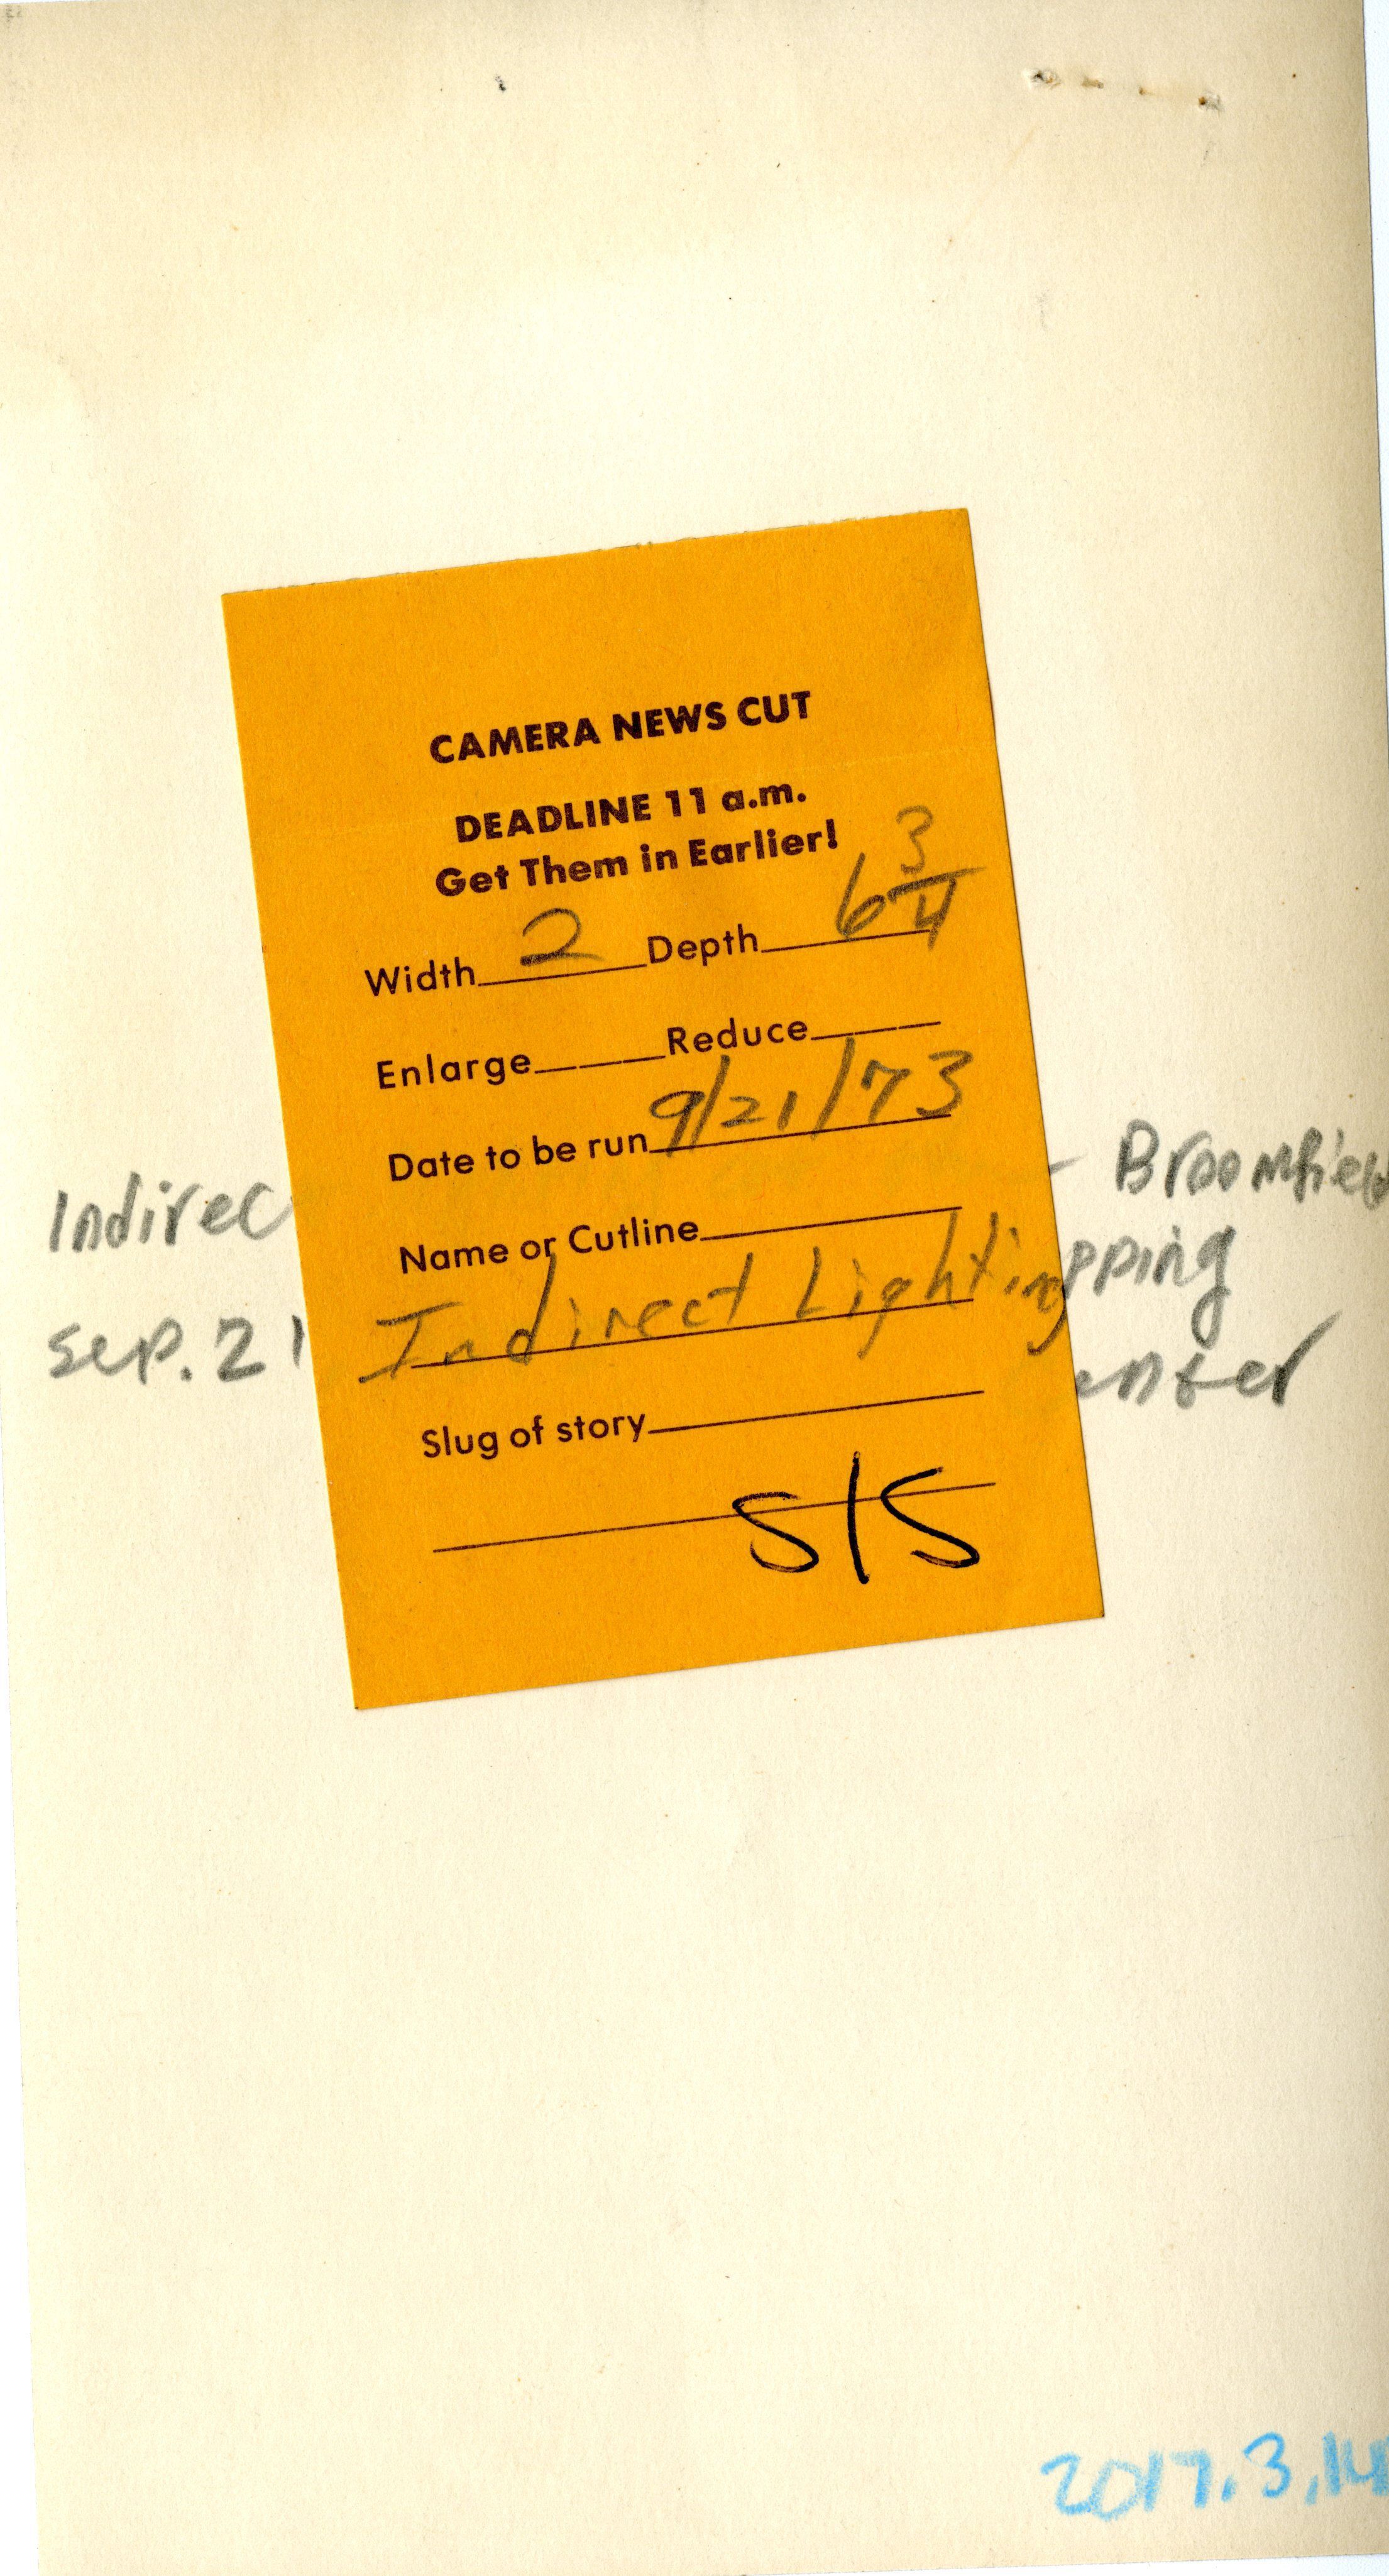 CAMERA NEWS CUT
DEADLINE 11 a.m.
Get Them in Earlier!
Width 2 Depth 6 3/4
Enlarge Reduce
Date to be run 9/21/73
Name or Cutline
Indirect Lighting
Slug of story
S/S
Indirec - Broomfield
pping
Sep. 21 enter
2017.3.14